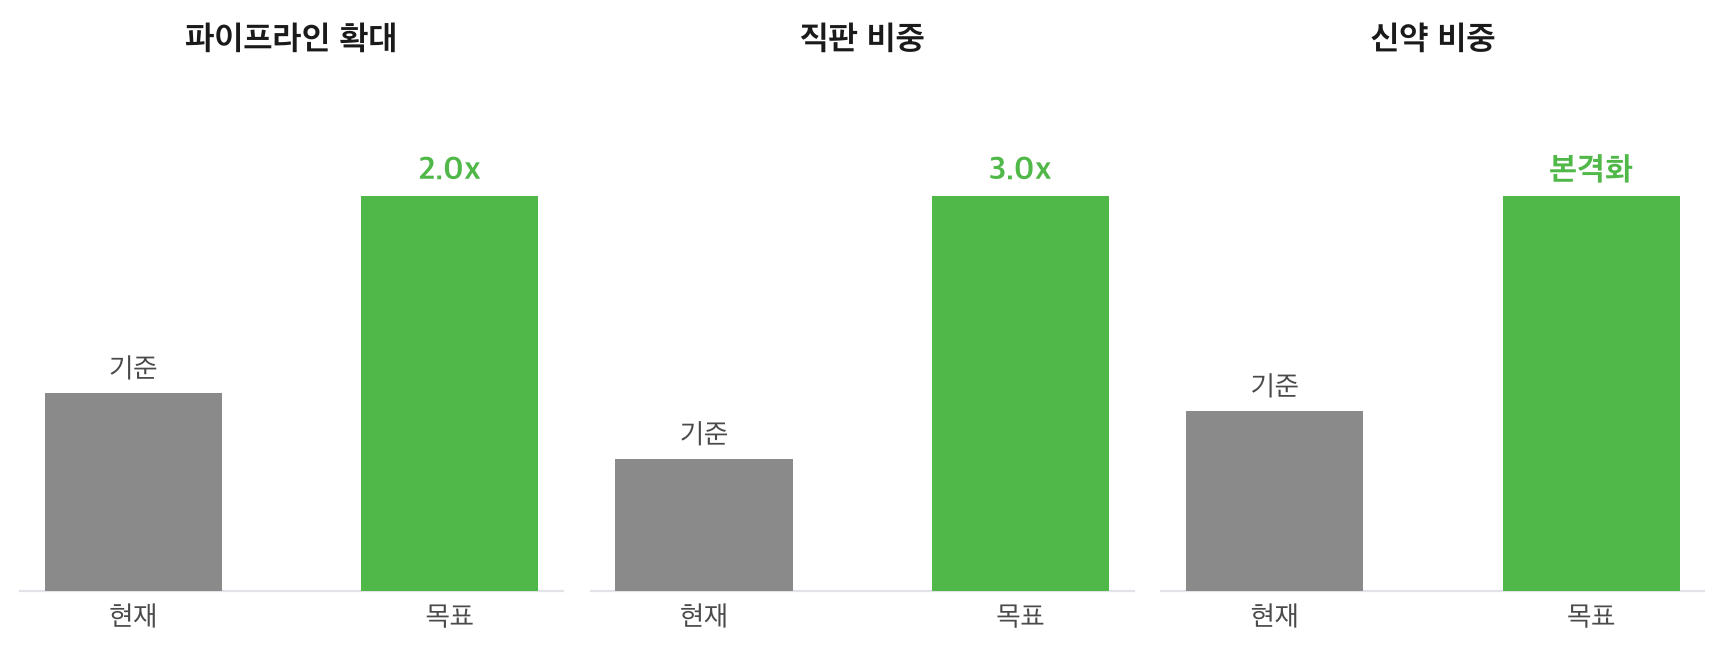 파이프라인 확대
2.0x
기준
현재
목표
직판 비중
3.0x
기준
현재
목표
신약 비중
본격화
기준
현재
목표